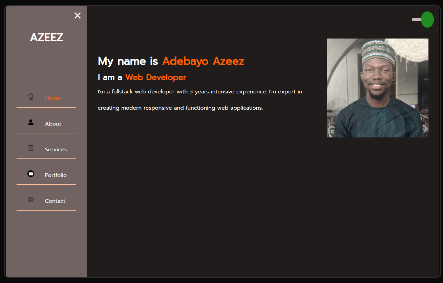 AZEEZ
Home
About
Services
Portfolio
Contact
My name is Adebayo Azeez
I am a Web Developer
I'm a fullstack web developer with 3 years intensive experience. I'm expert in
creating modern responsive and functioning web applications.